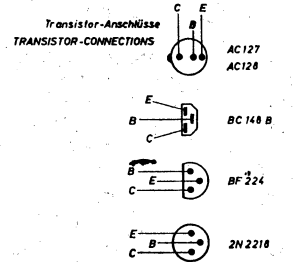 Transistor-Anschlüsse
TRANSISTOR-CONNECTIONS
C B E
AC127
AC128
E
B
C
BC 148 B
B
E
C
BF 224
E
B
C
2N 2218